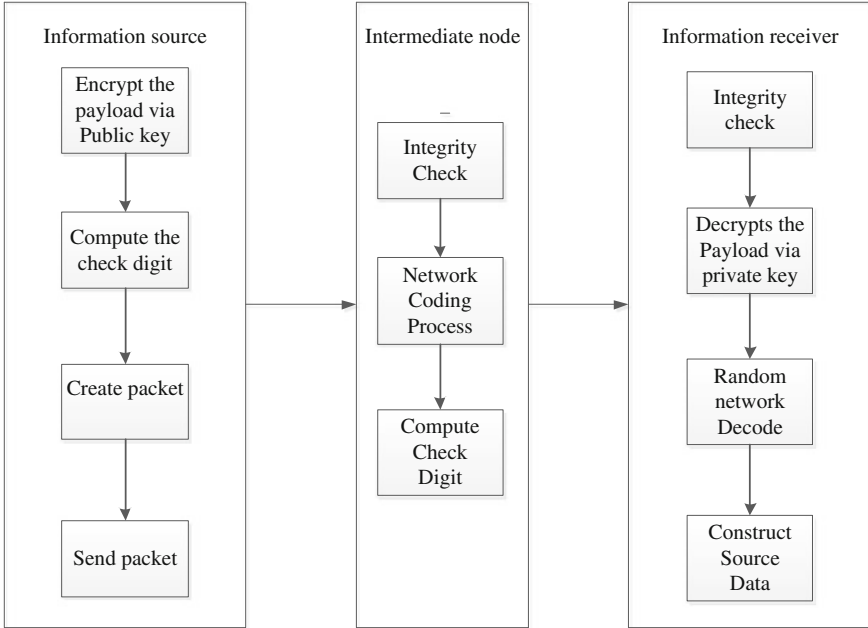 Information source
Encrypt the
payload via
Public key
Compute the
check digit
Create packet
Send packet
Intermediate node
Integrity
Check
Network
Coding
Process
Compute
Check
Digit
Information receiver
Integrity
check
Decrypts the
Payload via
private key
Random
network
Decode
Construct
Source
Data